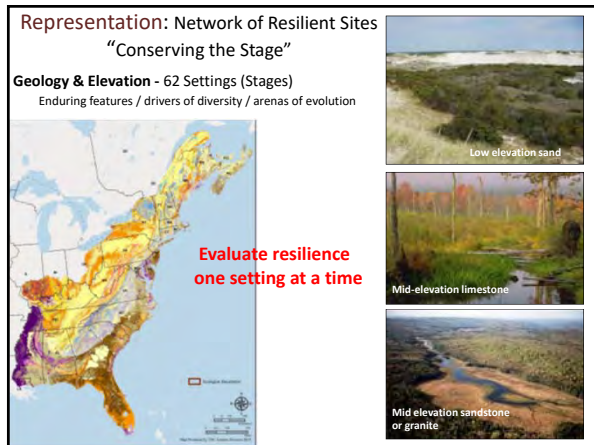 Representation: Network of Resilient Sites
“Conserving the Stage”
Geology & Elevation - 62 Settings (Stages)
Enduring features / drivers of diversity / arenas of evolution
Evaluate resilience
one setting at a time
Low elevation sand
Mid-elevation limestone
Mid elevation sandstone
or granite